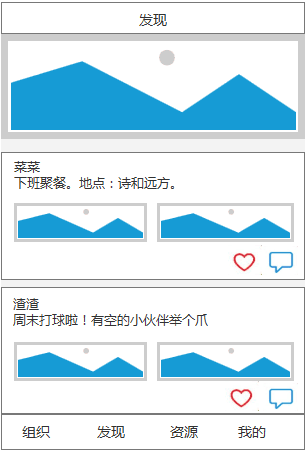 发现
菜菜
下班聚餐。地点：诗和远方。
渣渣
周末打球啦！有空的小伙伴举个爪
组织 发现 资源 我的